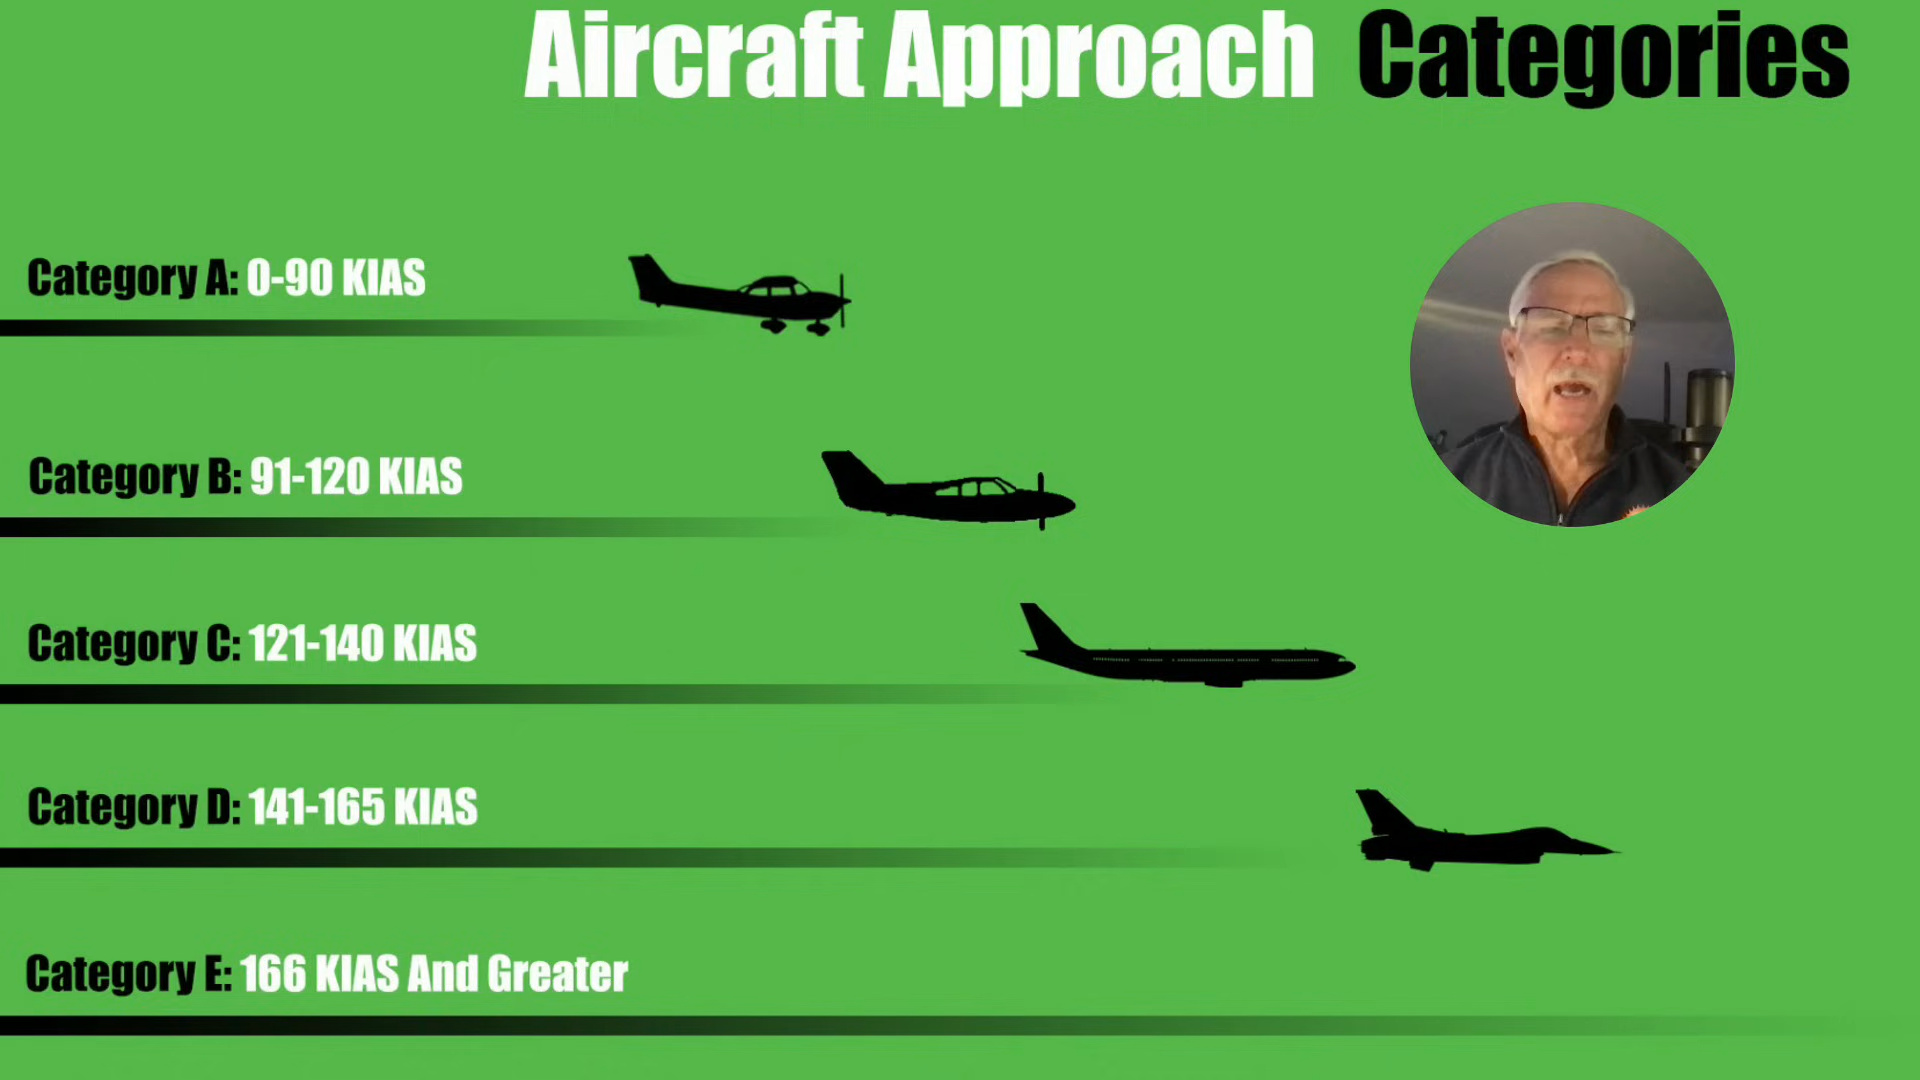 Aircraft Approach Categories
Category A: 0-90 KIAS
Category B: 91-120 KIAS
Category C: 121-140 KIAS
Category D: 141-165 KIAS
Category E: 166 KIAS And Greater